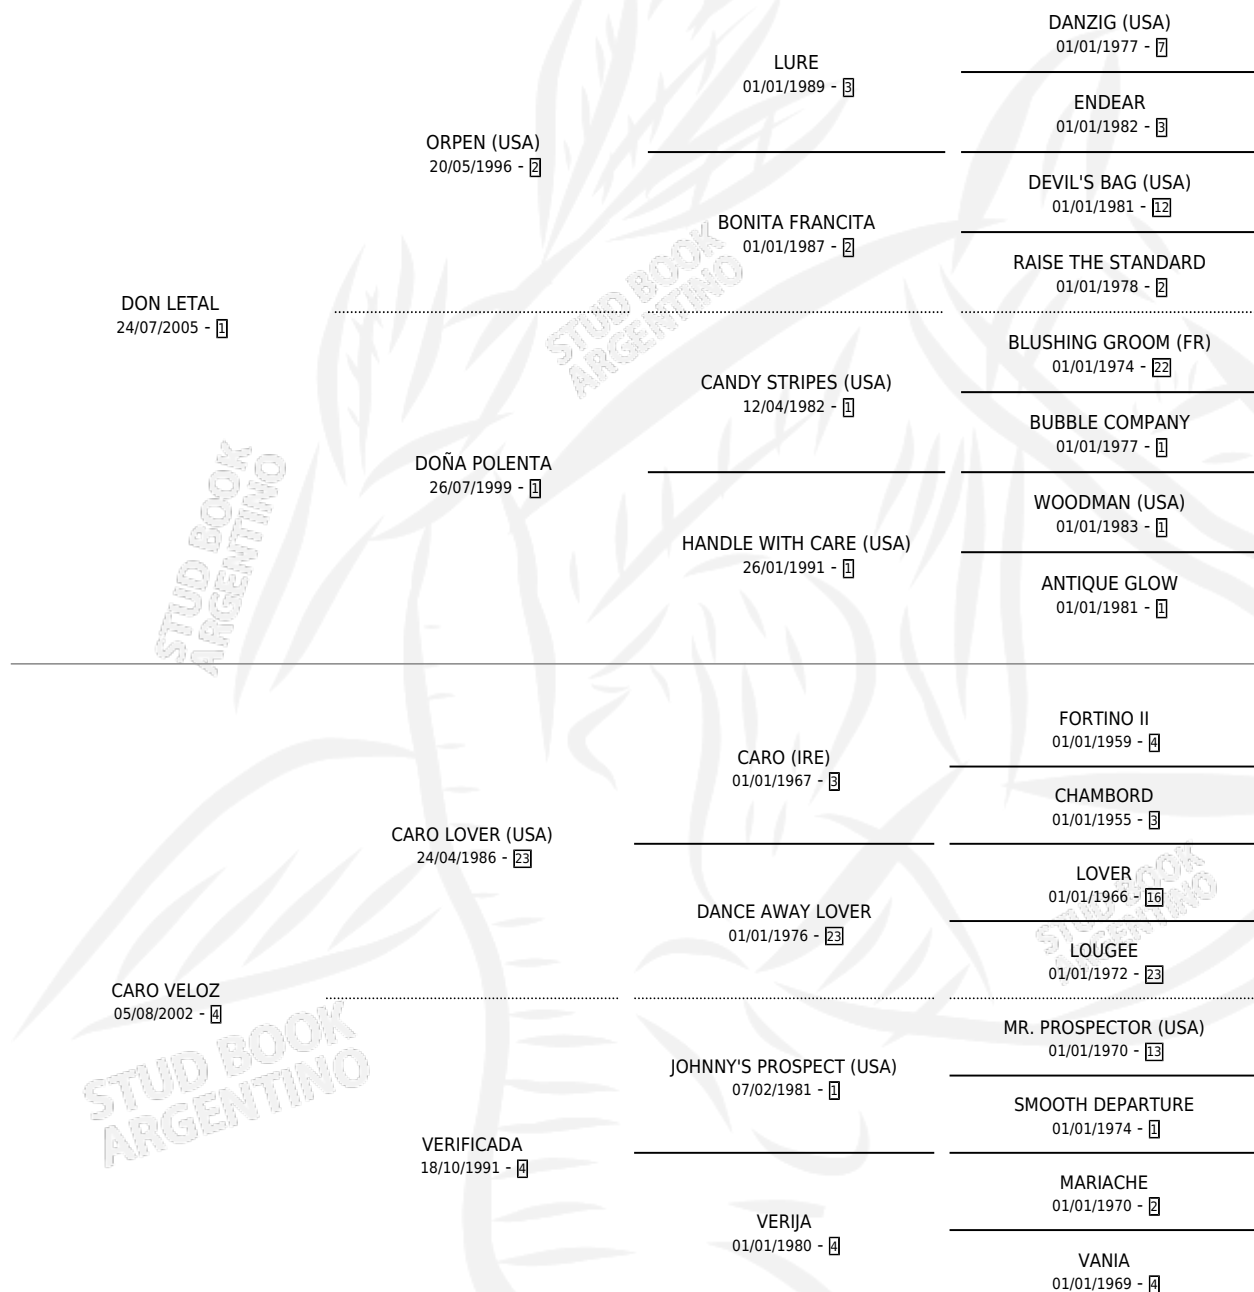 DANZIG (USA)
01/01/1977 - 7
LURE
01/01/1989 - 3
ENDEAR
01/01/1982 - 3
ORPEN (USA)
20/05/1996 - 2
DEVIL'S BAG (USA)
01/01/1981 - 12
BONITA FRANCITA
01/01/1987 - 2
RAISE THE STANDARD
01/01/1978 - 2
DON LETAL
24/07/2005 - 1
BLUSHING GROOM (FR)
01/01/1974 - 22
CANDY STRIPES (USA)
12/04/1982 - 1
BUBBLE COMPANY
01/01/1977 - 1
DOÑA POLENTA
26/07/1999 - 1
WOODMAN (USA)
01/01/1983 - 1
HANDLE WITH CARE (USA)
26/01/1991 - 1
ANTIQUE GLOW
01/01/1981 - 1
STUD BOOK
ARGENTINO
STUD BOOK
ARGENTINO
FORTINO II
01/01/1959 - 4
CARO (IRE)
01/01/1967 - 3
CHAMBORD
01/01/1955 - 3
CARO LOVER (USA)
24/04/1986 - 23
LOVER
01/01/1966 - 16
DANCE AWAY LOVER
01/01/1976 - 23
LOUGEE
01/01/1972 - 23
CARO VELOZ
05/08/2002 - 4
MR. PROSPECTOR (USA)
01/01/1970 - 13
JOHNNY'S PROSPECT (USA)
07/02/1981 - 1
SMOOTH DEPARTURE
01/01/1974 - 1
VERIFICADA
18/10/1991 - 4
MARIACHE
01/01/1970 - 2
VERIJA
01/01/1980 - 4
VANIA
01/01/1969 - 4
STUD BOOK
ARGENTINO
STUD BOOK
ARGENTINO